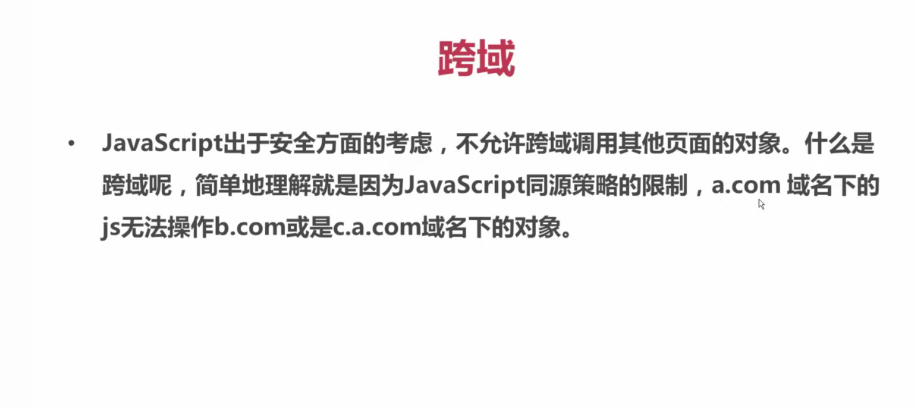 跨域
• JavaScript出于安全方面的考虑，不允许跨域调用其他页面的对象。什么是
跨域呢，简单地理解就是因为JavaScript同源策略的限制，a.com 域名下的
js无法操作b.com或是c.a.com域名下的对象。